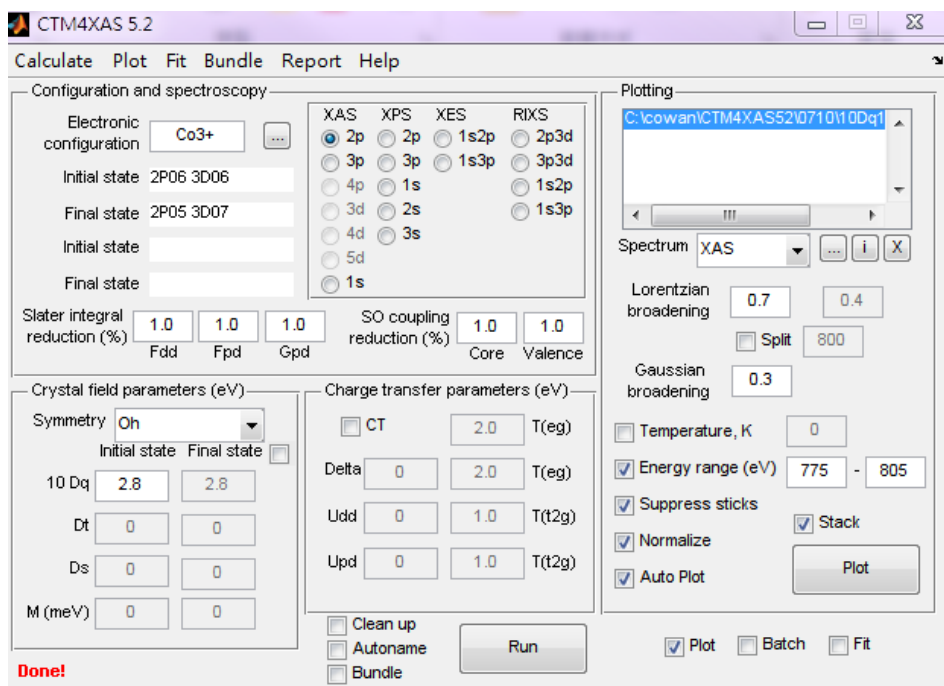 CTM4XAS 5.2
Calculate Plot Fit Bundle Report Help
Configuration and spectroscopy
Electronic
configuration
Co3+
...
Initial state 2P06 3D06
Final state 2P05 3D07
Initial state
Final state
XAS XPS XES RIXS
2p 2p 1s2p 2p3d
3p 3p 1s3p 3p3d
4p 1s 1s2p
3d 2s 1s3p
4d 3s
5d
1s
Slater integral
reduction (%)
1.0 1.0 1.0
Fdd Fpd Gpd
SO coupling
reduction (%)
1.0 1.0
Core Valence
Crystal field parameters (eV)
Symmetry Oh
Initial state Final state
10 Dq 2.8 2.8
Dt 0 0
Ds 0 0
M (meV) 0 0
Done!
Charge transfer parameters (eV)
CT 2.0 T(eg)
Delta 0 2.0 T(eg)
Udd 0 1.0 T(t2g)
Upd 0 1.0 T(t2g)
Clean up
Autoname
Bundle
Run
Plotting
C:\cowan\CTM4XAS52\0710\10Dq1
Spectrum XAS ... i X
Lorentzian
broadening
0.7 0.4
Split 800
Gaussian
broadening
0.3
Temperature, K 0
Energy range (eV) 775 - 805
Suppress sticks
Stack
Normalize
Auto Plot
Plot
Plot Batch Fit